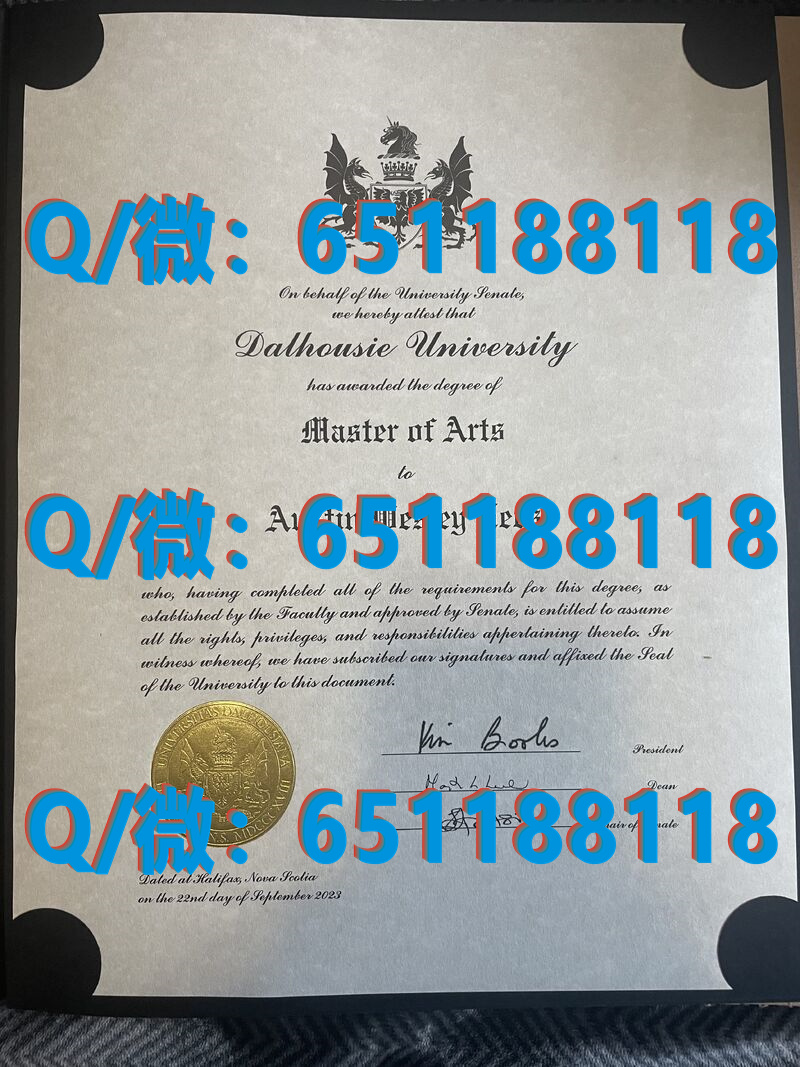 Q/微：651188118
On behalf of the University Senate,
we hereby attest that
Dalhousie University
has awarded the degree of
Master of Arts
to
Q/微：651188118
who, having completed all of the requirements for this degree, as
established by the Faculty and approved by Senate, is entitled to assume
all the rights, privileges, and responsibilities appertaining thereto. In
witness whereof, we have subscribed our signatures and affixed the Seal
of the University to this document.
President
Dean
Q/微：651188118
Dated at Halifax, Nova Scotia
on the 22nd day of September 2023